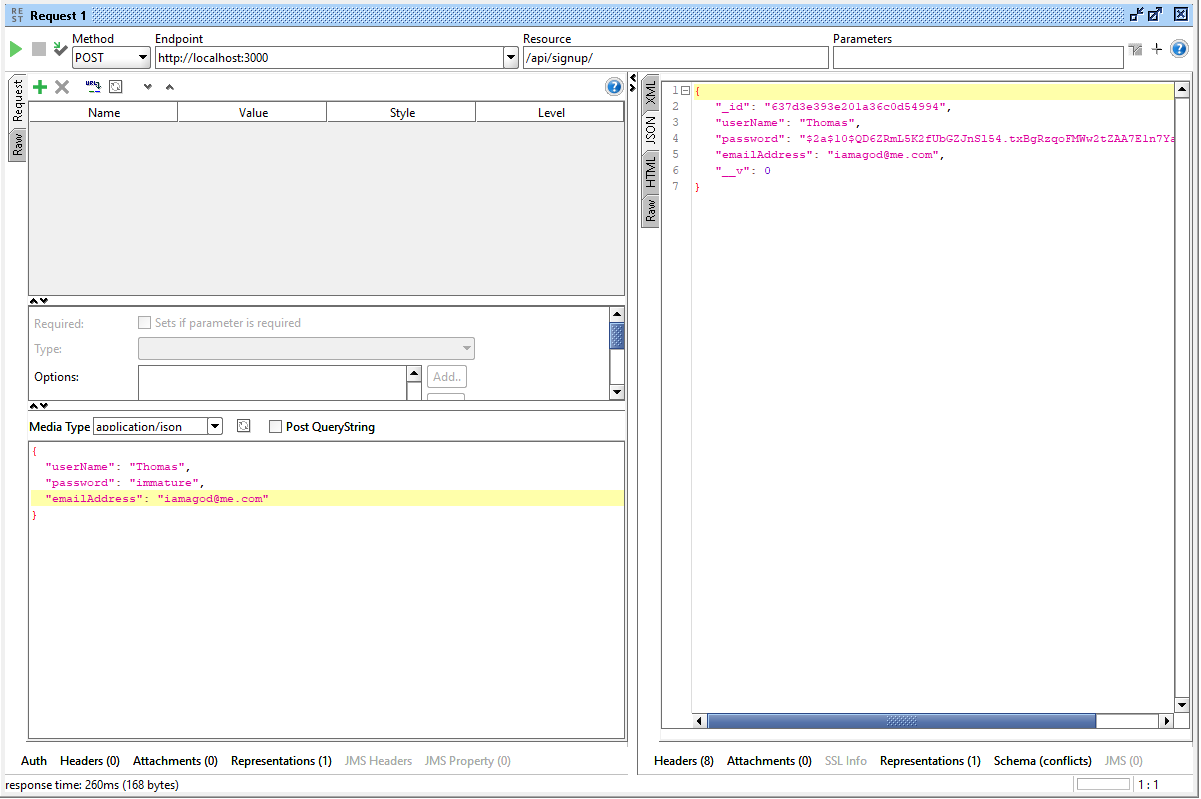 RE
ST
Request 1
Method
Endpoint
Resource
Parameters
POST
http://localhost:3000
/api/signup/
Request
Raw
URL
Name Value Style Level
Required: Sets if parameter is required
Type:
Options: Add..
Media Type application/json Post QueryString
{
"userName": "Thomas",
"password": "immature",
"emailAddress": "iamagod@me.com"
}
Auth Headers (0) Attachments (0) Representations (1) JMS Headers JMS Property (0)
XML
JSON
HTML
Raw
1 {
2 "_id": "637d3e393e201a36c0d54994",
3 "userName": "Thomas",
4 "password": "$2a$10$QD6ZRmL5K2fUbGZJnS154.txBgRzqoFMWw2tZAA7E1n7Ya
5 "emailAddress": "iamagod@me.com",
6 "__v": 0
7 }
Headers (8) Attachments (0) SSL Info Representations (1) Schema (conflicts) JMS (0)
response time: 260ms (168 bytes)
1 : 1